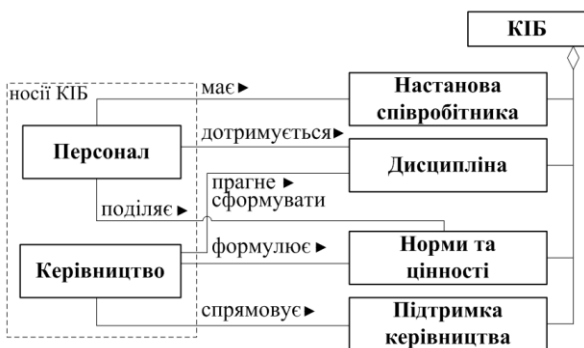 КІБ
носії КІБ
має ►
Настанова
співробітника
дотримується►
Персонал
Дисципліна
прагне ►
сформувати
поділяє ►
формулює ►
Норми та
цінності
Керівництво
спрямовує ►
Підтримка
керівництва